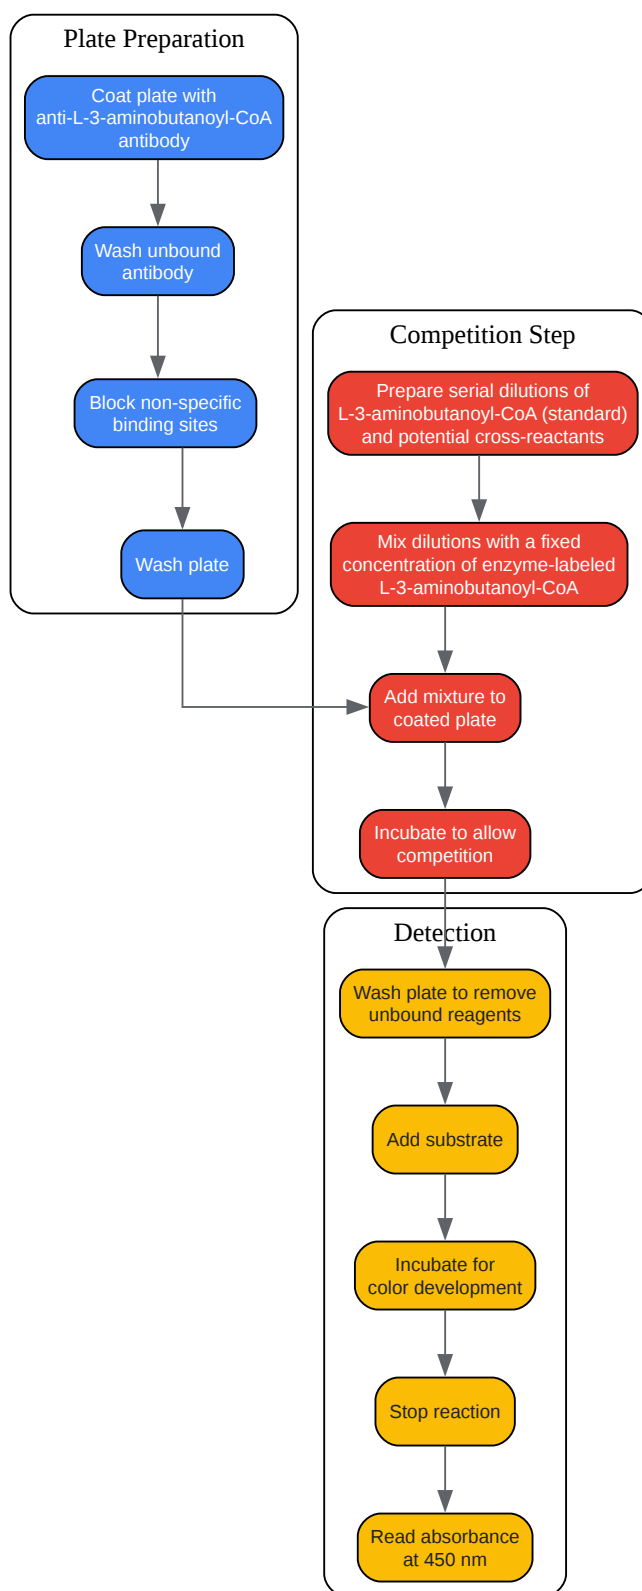 Plate Preparation
Coat plate with
anti-L-3-aminobutanoyl-CoA
antibody
Wash unbound
antibody
Block non-specific
binding sites
Wash plate
Competition Step
Prepare serial dilutions of
L-3-aminobutanoyl-CoA (standard)
and potential cross-reactants
Mix dilutions with a fixed
concentration of enzyme-labeled
L-3-aminobutanoyl-CoA
Add mixture to
coated plate
Incubate to allow
competition
Detection
Wash plate to remove
unbound reagents
Add substrate
Incubate for
color development
Stop reaction
Read absorbance
at 450 nm